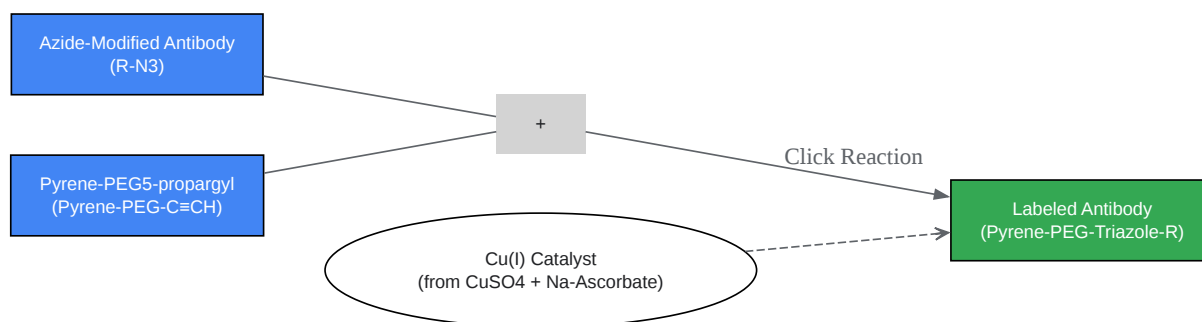 Azide-Modified Antibody
(R-N3)
Pyrene-PEG5-propargyl
(Pyrene-PEG-C≡CH)
+
Click Reaction
Labeled Antibody
(Pyrene-PEG-Triazole-R)
Cu(I) Catalyst
(from CuSO4 + Na-Ascorbate)